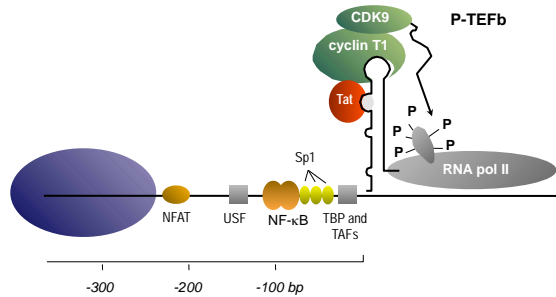 CDK9
P-TEFb
cyclin T1
Tat
P
P
P
P
RNA pol II
Sp1
NFAT
USF
NF-κB
TBP and
TAFs
-300
-200
-100 bp